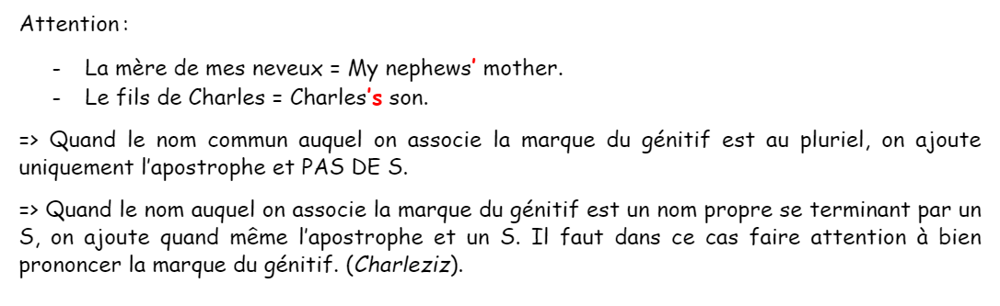 Attention :
- La mère de mes neveux = My nephews' mother.
- Le fils de Charles = Charles's son.
=> Quand le nom commun auquel on associe la marque du génitif est au pluriel, on ajoute
uniquement l'apostrophe et PAS DE S.
=> Quand le nom auquel on associe la marque du génitif est un nom propre se terminant par un
S, on ajoute quand même l'apostrophe et un S. Il faut dans ce cas faire attention à bien
prononcer la marque du génitif. (Charleziz).